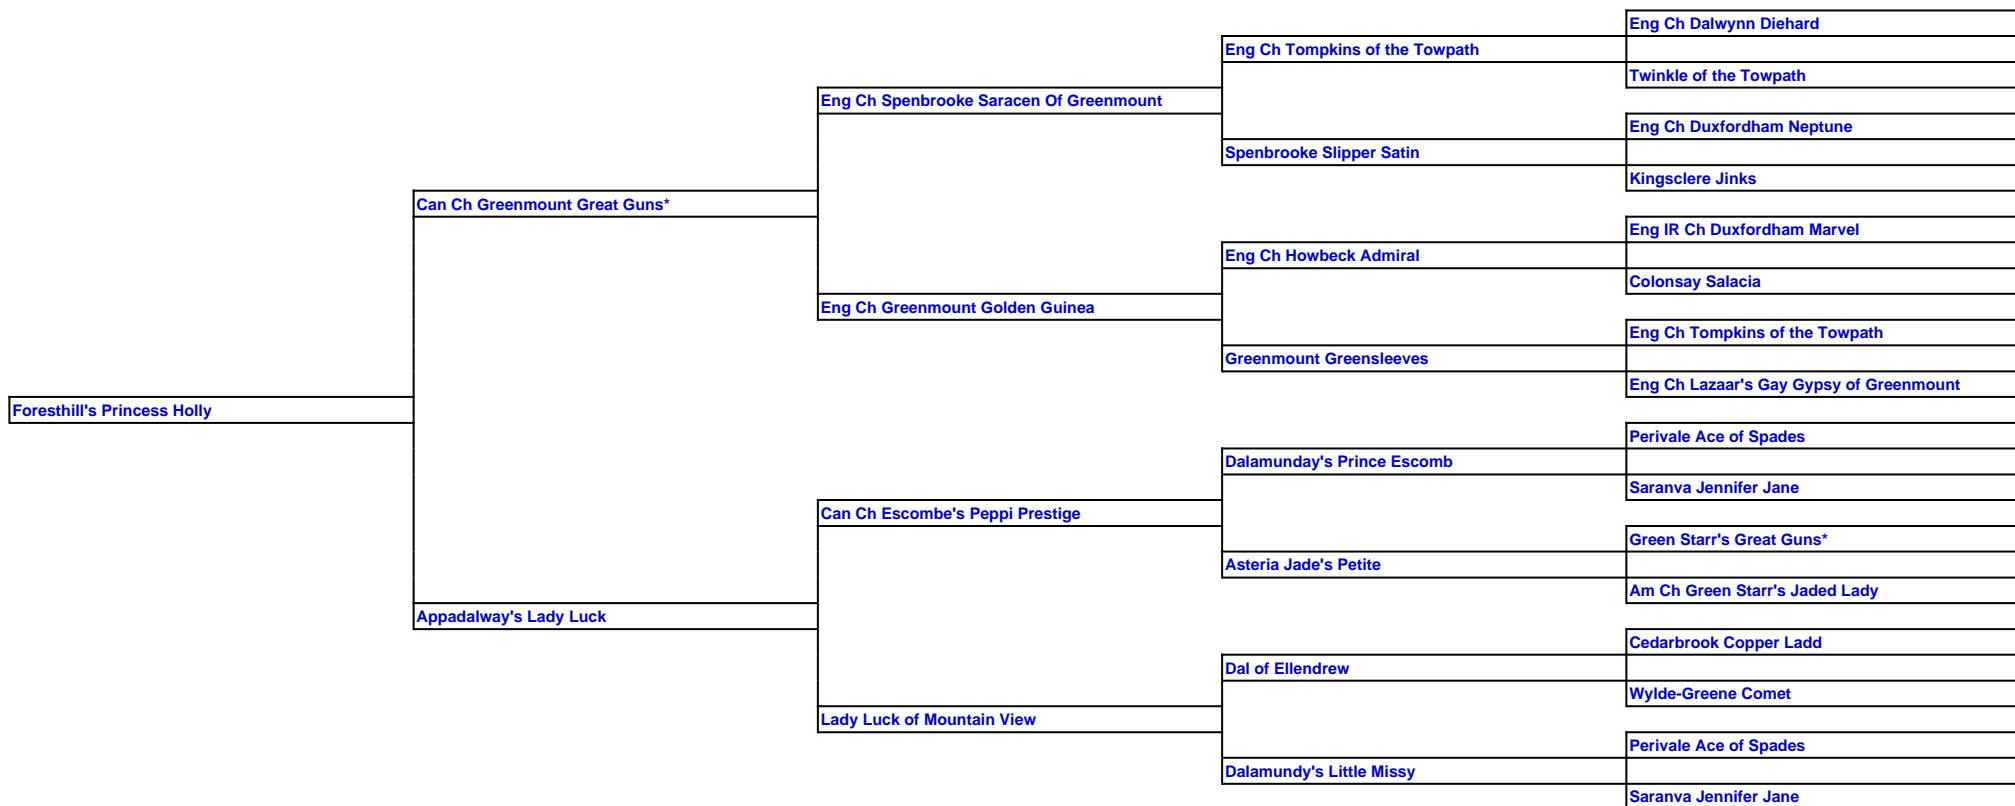 Eng Ch Dalwynn Diehard
Eng Ch Tompkins of the Towpath
Twinkle of the Towpath
Eng Ch Spenbrooke Saracen Of Greenmount
Eng Ch Duxfordham Neptune
Spenbrooke Slipper Satin
Kingsclere Jinks
Can Ch Greenmount Great Guns*
Eng IR Ch Duxfordham Marvel
Eng Ch Howbeck Admiral
Colonsay Salacia
Eng Ch Greenmount Golden Guinea
Eng Ch Tompkins of the Towpath
Greenmount Greensleeves
Eng Ch Lazaar's Gay Gypsy of Greenmount
Foresthill's Princess Holly
Perivale Ace of Spades
Dalamunday's Prince Escomb
Saranva Jennifer Jane
Can Ch Escombe's Peppi Prestige
Green Starr's Great Guns*
Asteria Jade's Petite
Am Ch Green Starr's Jaded Lady
Appadalway's Lady Luck
Cedarbrook Copper Ladd
Dal of Ellendrew
Wylde-Greene Comet
Lady Luck of Mountain View
Perivale Ace of Spades
Dalamundy's Little Missy
Saranva Jennifer Jane